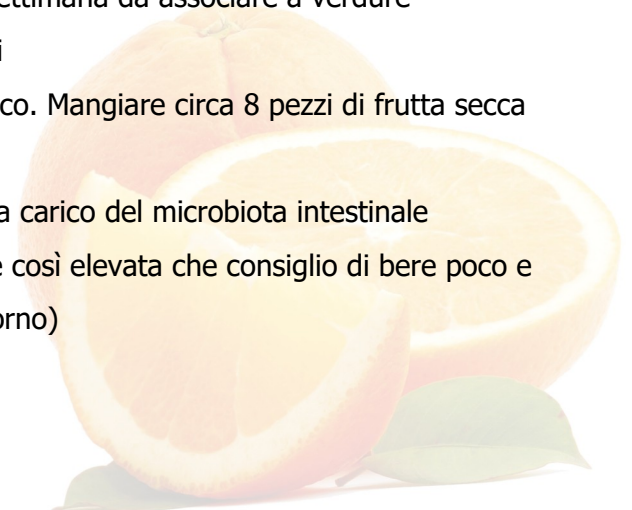 settimana da associare a verdure
i
co. Mangiare circa 8 pezzi di frutta secca
a carico del microbiota intestinale
e così elevata che consiglio di bere poco e
orno)